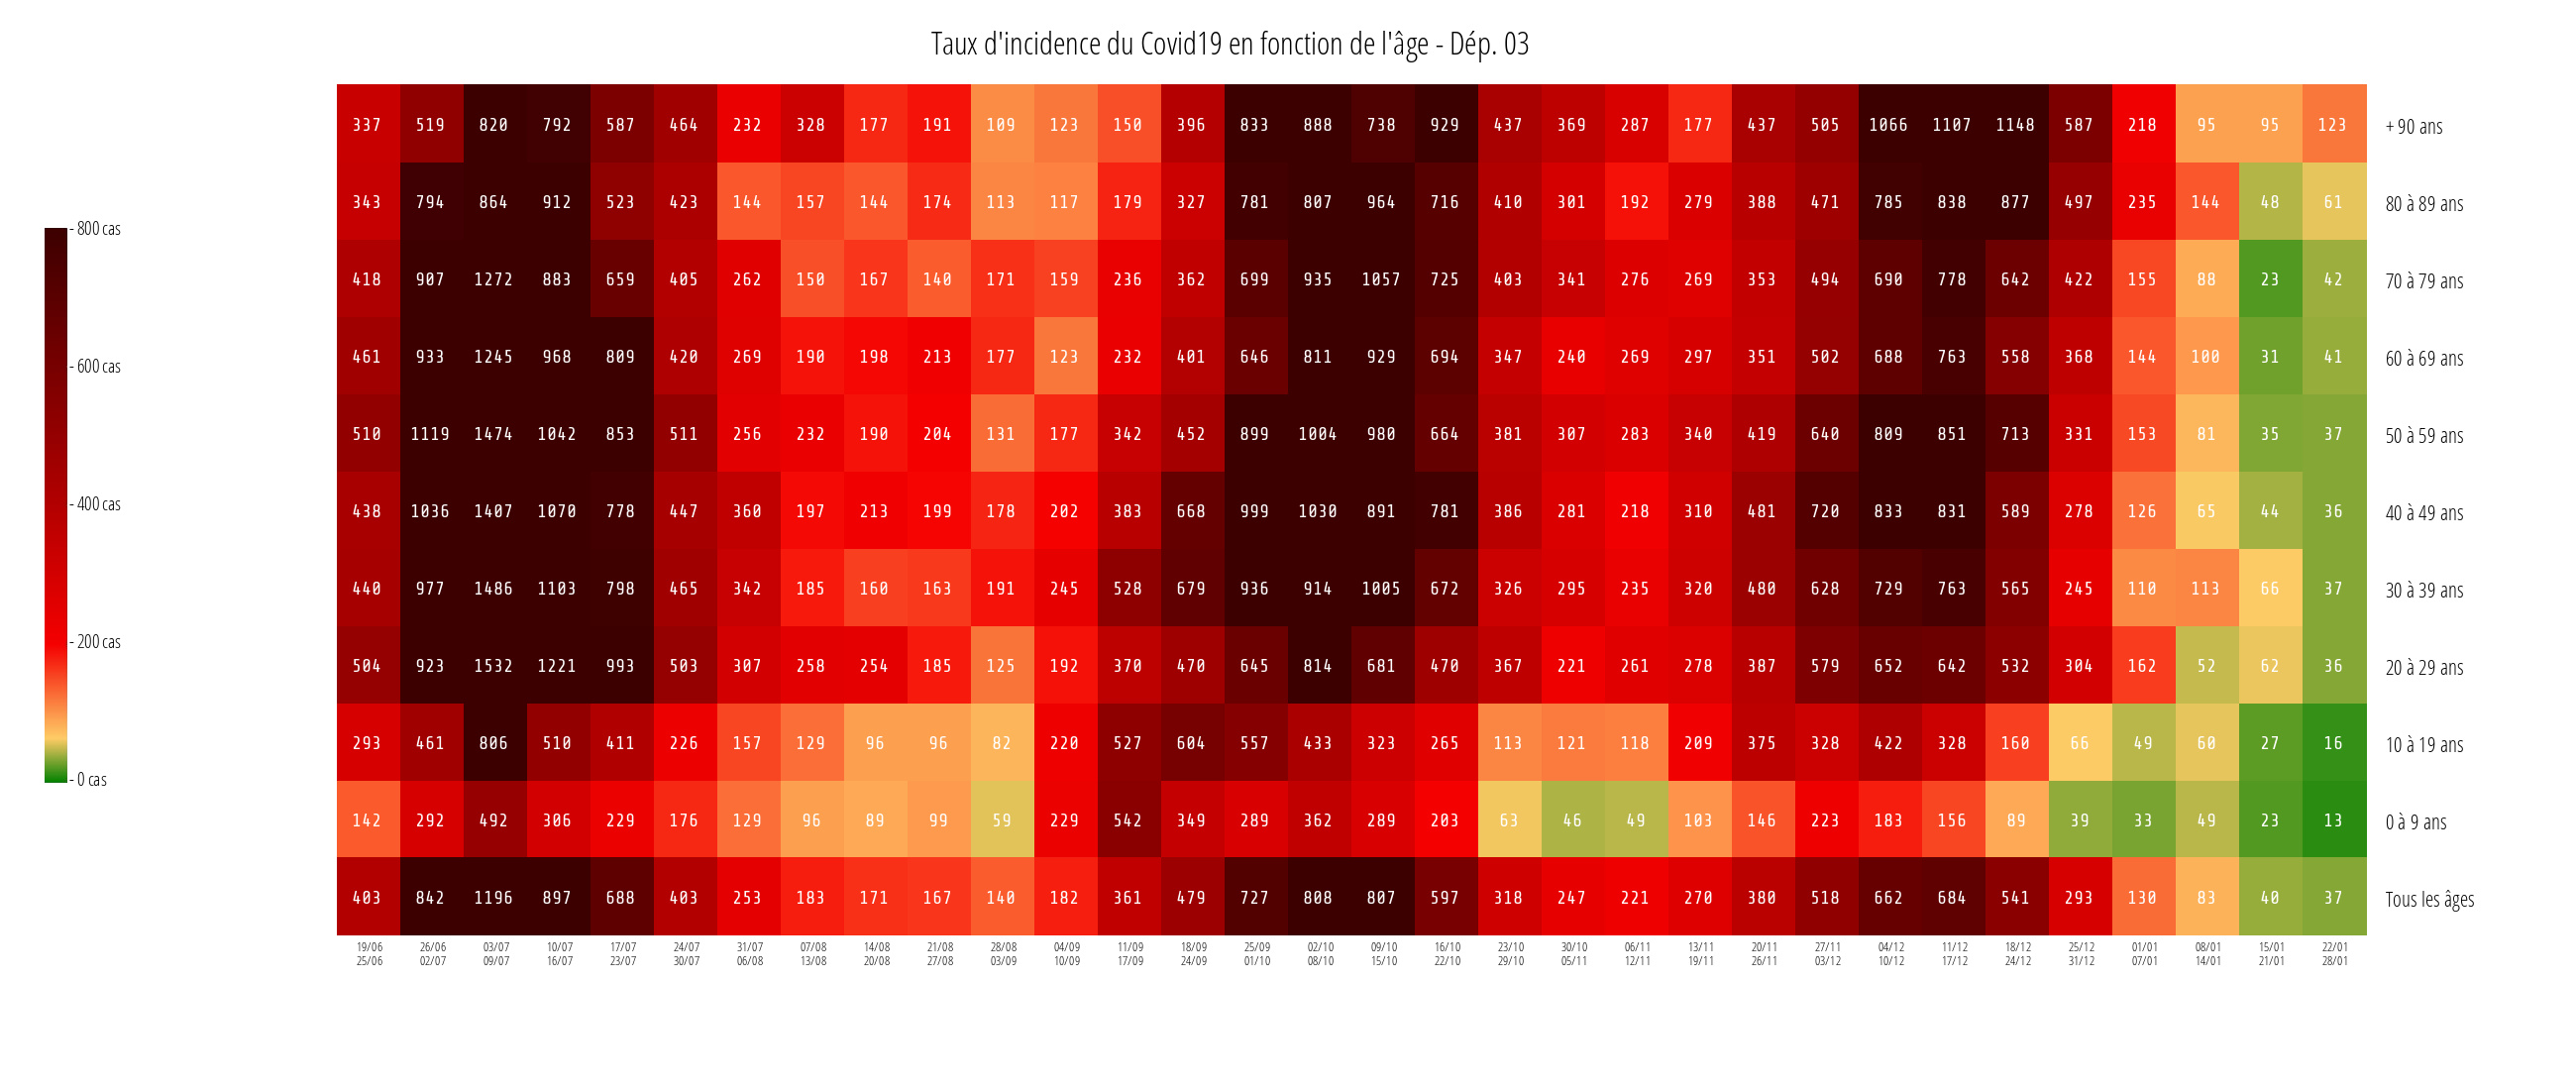 Taux d'incidence du Covid19 en fonction de l'âge - Dép. 03
- 800 cas
- 600 cas
- 400 cas
- 200 cas
- 0 cas
337 519 820 792 587 464 232 328 177 191 109 123 150 396 833 888 738 929 437 369 287 177 437 505 1066 1107 1148 587 218 95 95 123 + 90 ans
343 794 864 912 523 423 144 157 144 174 113 117 179 327 781 807 964 716 410 301 192 279 388 471 785 838 877 497 235 144 48 61 80 à 89 ans
418 907 1272 883 659 405 262 150 167 140 171 159 236 362 699 935 1057 725 403 341 276 269 353 494 690 778 642 422 155 88 23 42 70 à 79 ans
461 933 1245 968 809 420 269 190 198 213 177 123 232 401 646 811 929 694 347 240 269 297 351 502 688 763 558 368 144 100 31 41 60 à 69 ans
510 1119 1474 1042 853 511 256 232 190 204 131 177 342 452 899 1004 980 664 381 307 283 340 419 640 809 851 713 331 153 81 35 37 50 à 59 ans
438 1036 1407 1070 778 447 360 197 213 199 178 202 383 668 999 1030 891 781 386 281 218 310 481 720 833 831 589 278 126 65 44 36 40 à 49 ans
440 977 1486 1103 798 465 342 185 160 163 191 245 528 679 936 914 1005 672 326 295 235 320 480 628 729 763 565 245 110 113 66 37 30 à 39 ans
504 923 1532 1221 993 503 307 258 254 185 125 192 370 470 645 814 681 470 367 221 261 278 387 579 652 642 532 304 162 52 62 36 20 à 29 ans
293 461 806 510 411 226 157 129 96 96 82 220 527 604 557 433 323 265 113 121 118 209 375 328 422 328 160 66 49 60 27 16 10 à 19 ans
142 292 492 306 229 176 129 96 89 99 59 229 542 349 289 362 289 203 63 46 49 103 146 223 183 156 89 39 33 49 23 13 0 à 9 ans
403 842 1196 897 688 403 253 183 171 167 140 182 361 479 727 808 807 597 318 247 221 270 380 518 662 684 541 293 130 83 40 37 Tous les âges
19/06 26/06 03/07 10/07 17/07 24/07 31/07 07/08 14/08 21/08 28/08 04/09 11/09 18/09 25/09 02/10 09/10 16/10 23/10 30/10 06/11 13/11 20/11 27/11 04/12 11/12 18/12 25/12 01/01 08/01 15/01 22/01
25/06 02/07 09/07 16/07 23/07 30/07 06/08 13/08 20/08 27/08 03/09 10/09 17/09 24/09 01/10 08/10 15/10 22/10 29/10 05/11 12/11 19/11 26/11 03/12 10/12 17/12 24/12 31/12 07/01 14/01 21/01 28/01